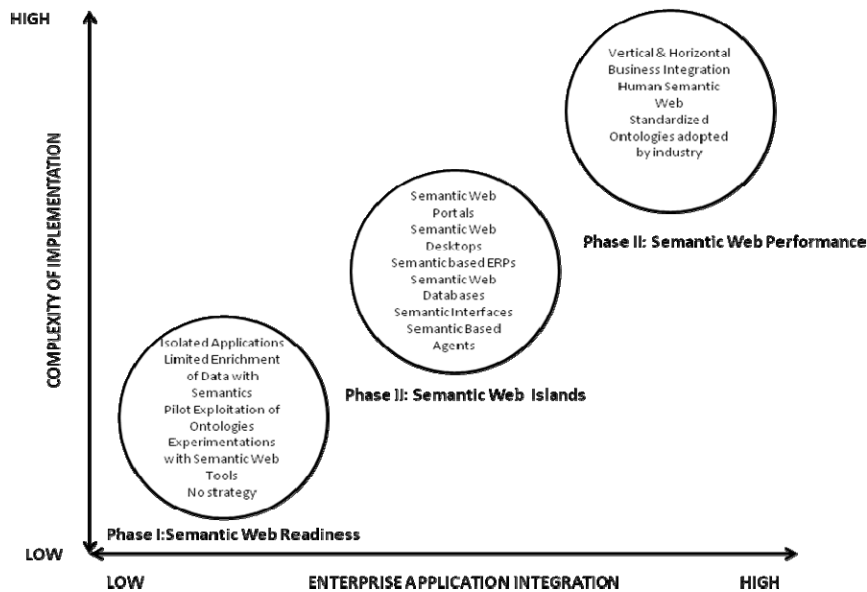 HIGH
Vertical & Horizontal
Business Integration
Human Semantic
Web
Standardized
Ontologies adopted
by industry
Phase II: Semantic Web Performance
Semantic Web
Portals
Semantic Web
Desktops
Semantic based ERPs
Semantic Web
Databases
Semantic Interfaces
Semantic Based
Agents
Phase II: Semantic Web Islands
COMPLEXITY OF IMPLEMENTATION
Isolated Applications
Limited Enrichment
of Data with
Semantics
Pilot Exploitation of
Ontologies
Experimentations
with Semantic Web
Tools
No strategy
Phase I:Semantic Web Readiness
LOW
LOW
ENTERPRISE APPLICATION INTEGRATION
HIGH